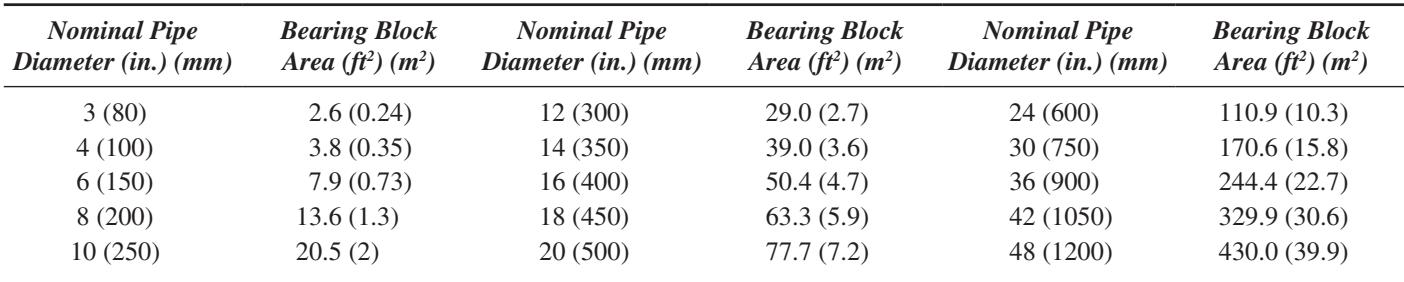 Nominal Pipe Bearing Block Nominal Pipe Bearing Block Nominal Pipe Bearing Block
Diameter (in.) (mm) Area (ft²) (m²) Diameter (in.) (mm) Area (ft²) (m²) Diameter (in.) (mm) Area (ft²) (m²)
3 (80) 2.6 (0.24) 12 (300) 29.0 (2.7) 24 (600) 110.9 (10.3)
4 (100) 3.8 (0.35) 14 (350) 39.0 (3.6) 30 (750) 170.6 (15.8)
6 (150) 7.9 (0.73) 16 (400) 50.4 (4.7) 36 (900) 244.4 (22.7)
8 (200) 13.6 (1.3) 18 (450) 63.3 (5.9) 42 (1050) 329.9 (30.6)
10 (250) 20.5 (2) 20 (500) 77.7 (7.2) 48 (1200) 430.0 (39.9)